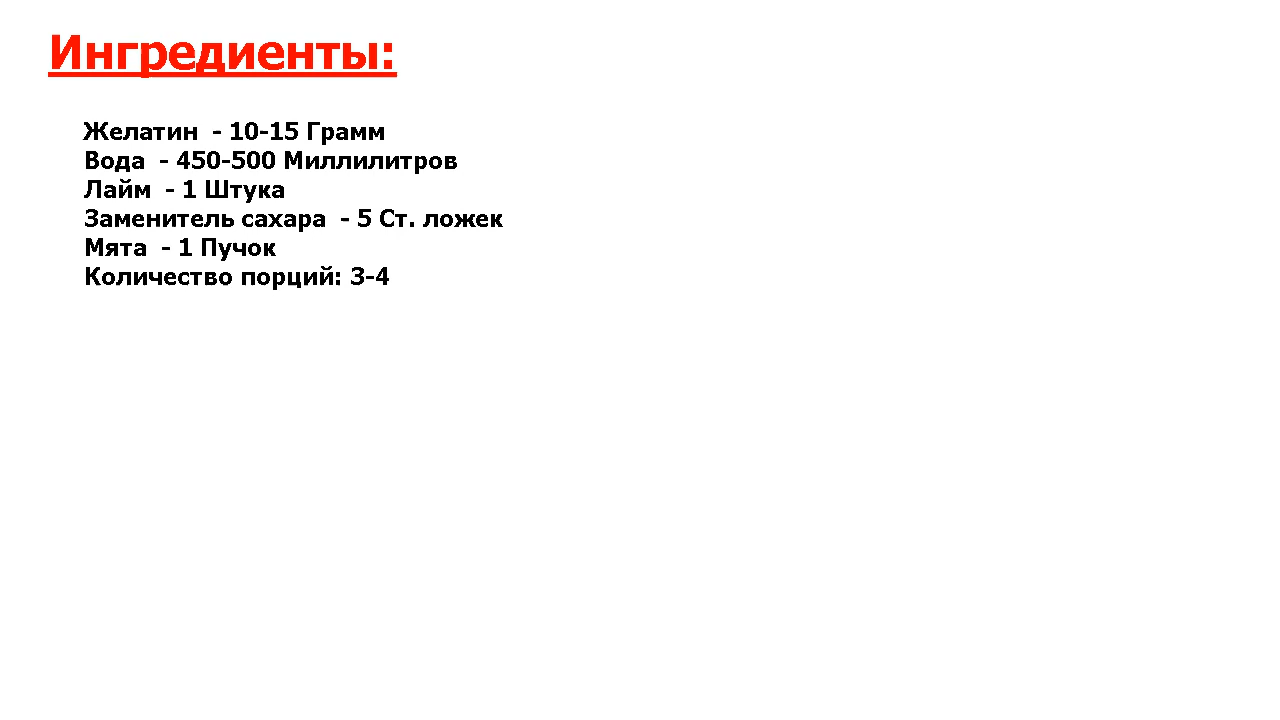 Ингредиенты:
Желатин - 10-15 Грамм
Вода - 450-500 Миллилитров
Лайм - 1 Штука
Заменитель сахара - 5 Ст. ложек
Мята - 1 Пучок
Количество порций: 3-4